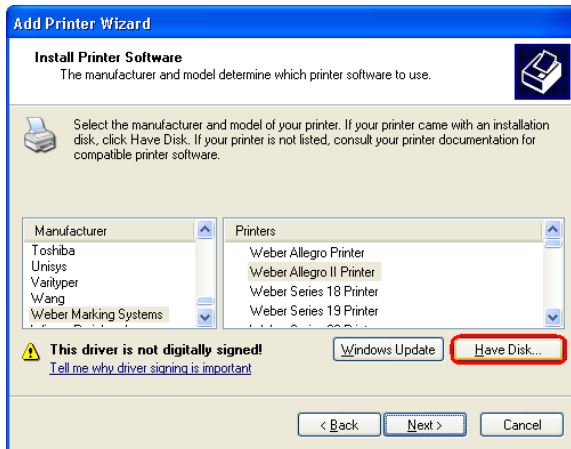 Add Printer Wizard
Install Printer Software
The manufacturer and model determine which printer software to use.
Select the manufacturer and model of your printer. If your printer came with an installation
disk, click Have Disk. If your printer is not listed, consult your printer documentation for
compatible printer software.
Manufacturer
Toshiba
Unisys
Varityper
Wang
Weber Marking Systems
Printers
Weber Allegro Printer
Weber Allegro II Printer
Weber Series 18 Printer
Weber Series 19 Printer
This driver is not digitally signed!
Tell me why driver signing is important
Windows Update
Have Disk...
< Back
Next >
Cancel